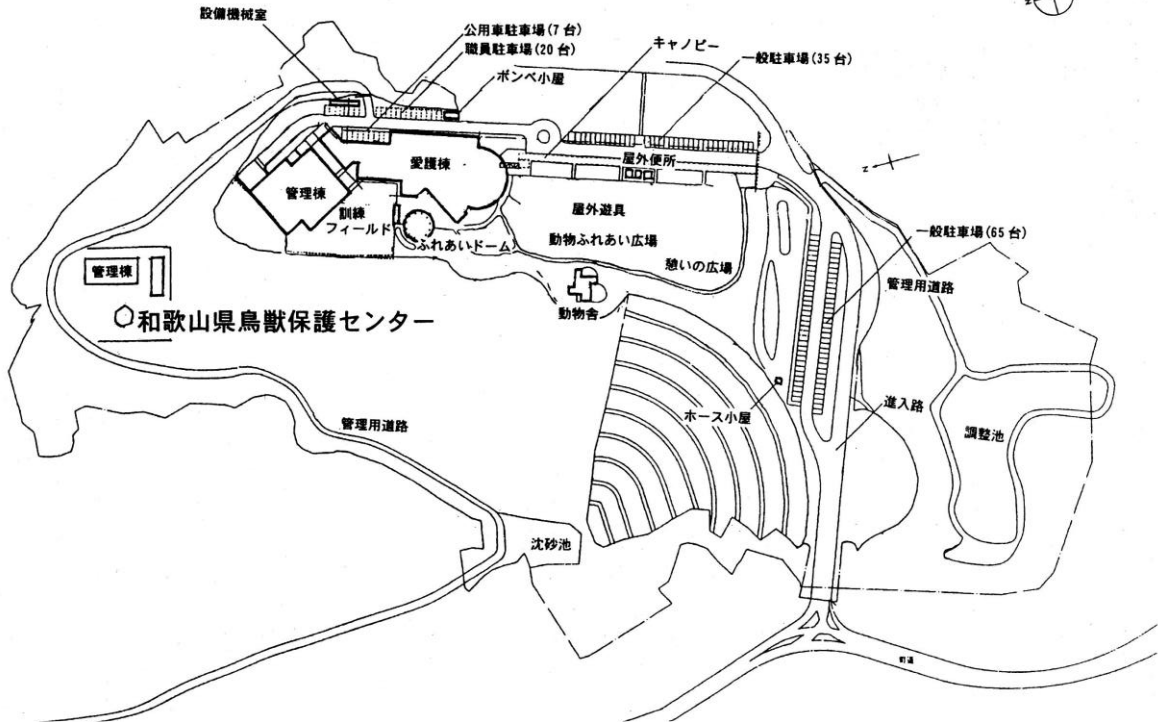 設備機械室
公用車駐車場(7台)
職員駐車場(20台)
ボンベ小屋
キャノピー
一般駐車場(35台)
愛護棟
屋外便所
管理棟
訓練
フィールド
ふれあいドーム
屋外遊具
動物ふれあい広場
憩いの広場
z
一般駐車場(65台)
管理用道路
管理棟
和歌山県鳥獣保護センター
動物舎
ホース小屋
進入路
調整池
管理用道路
沈砂池
町道
z